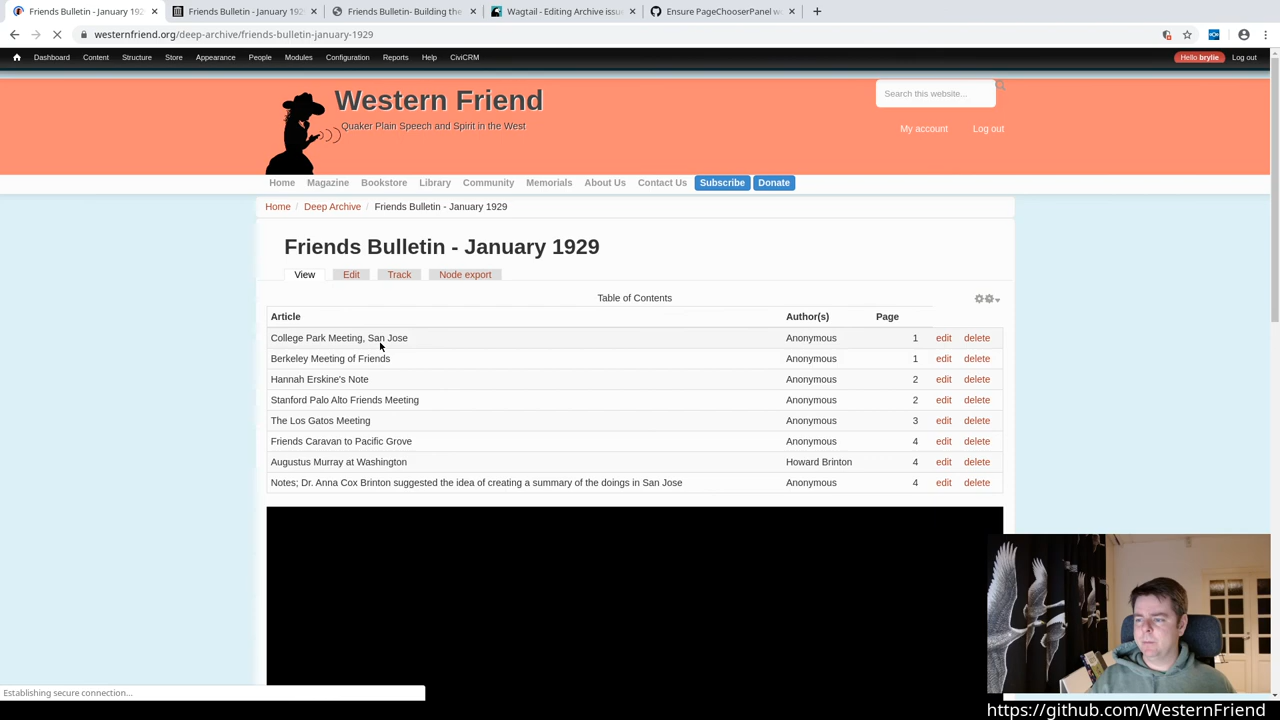 Friends Bulletin - January 192
Friends Bulletin - January 192
Friends Bulletin- Building the
Wagtail - Editing Archive issu
Ensure PageChooserPanel w
westernfriend.org/deep-archive/friends-bulletin-january-1929
Dashboard Content Structure Store Appearance People Modules Configuration Reports Help CiviCRM Hello brylie Log out
Western Friend
Quaker Plain Speech and Spirit in the West
Search this website...
My account Log out
Home Magazine Bookstore Library Community Memorials About Us Contact Us Subscribe Donate
Home / Deep Archive / Friends Bulletin - January 1929
Friends Bulletin - January 1929
View Edit Track Node export
Table of Contents
Article Author(s) Page
College Park Meeting, San Jose Anonymous 1 edit delete
Berkeley Meeting of Friends Anonymous 1 edit delete
Hannah Erskine's Note Anonymous 2 edit delete
Stanford Palo Alto Friends Meeting Anonymous 2 edit delete
The Los Gatos Meeting Anonymous 3 edit delete
Friends Caravan to Pacific Grove Anonymous 4 edit delete
Augustus Murray at Washington Howard Brinton 4 edit delete
Notes; Dr. Anna Cox Brinton suggested the idea of creating a summary of the doings in San Jose Anonymous 4 edit delete
Establishing secure connection...
https://github.com/WesternFriend